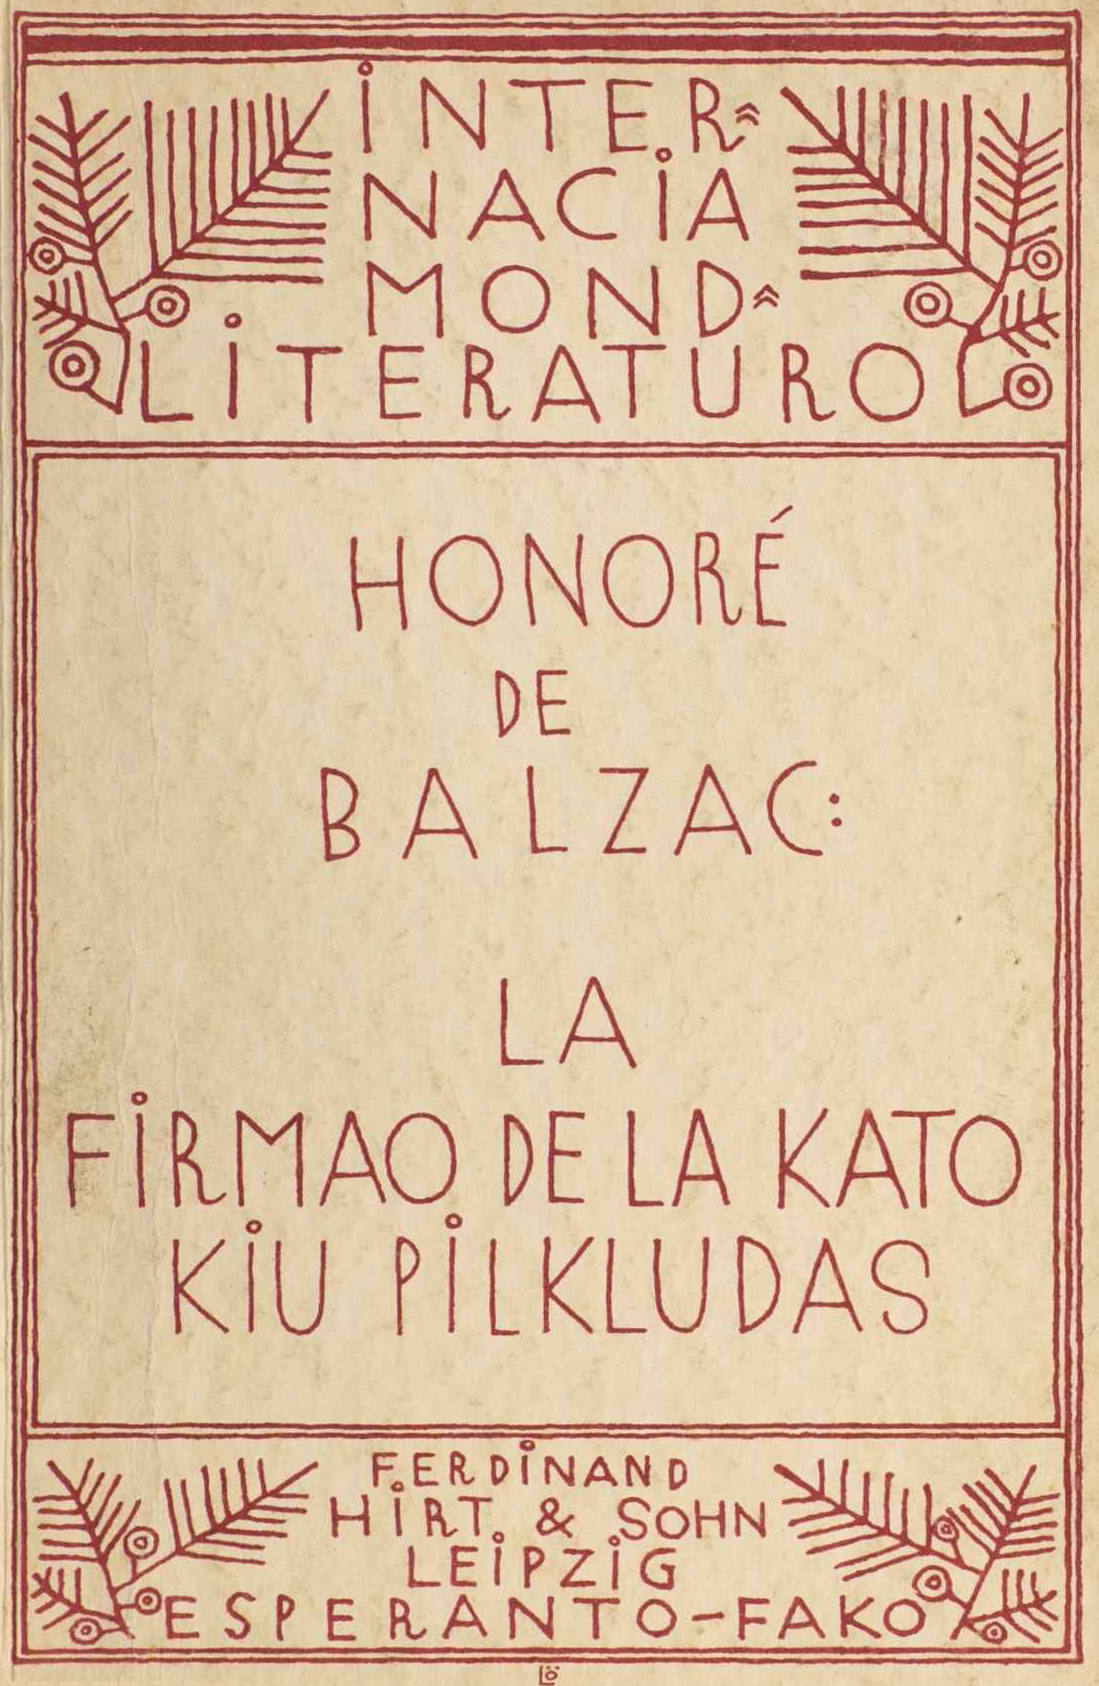 INTER=
NACIA
MOND=
LITERATURO
HONORÉ
DE
BALZAC:
LA
FIRMAO DE LA KATO
KIU PILKLUDAS
FERDINAND
HIRT & SOHN
LEIPZIG
ESPERANTO-FAKO
LÖ